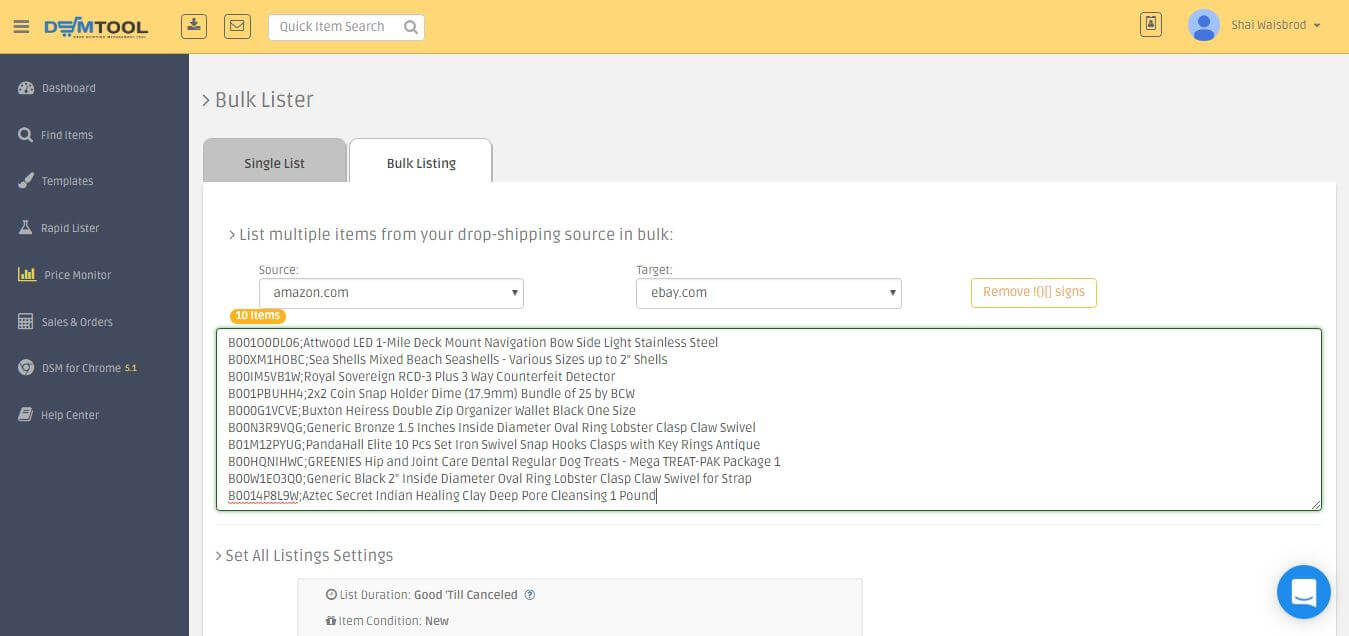 DSMTOOL
DROP SHIPPING MANAGEMENT TOOL
Quick Item Search
Shai Waisbrod
Dashboard
Find Items
Templates
Rapid Lister
Price Monitor
Sales & Orders
DSM for Chrome 5.1
Help Center
> Bulk Lister
Single List
Bulk Listing
> List multiple items from your drop-shipping source in bulk:
Source:
Target:
amazon.com
ebay.com
Remove !()[] signs
10 Items
B001O0DL06;Attwood LED 1-Mile Deck Mount Navigation Bow Side Light Stainless Steel
B00XM1HOBC;Sea Shells Mixed Beach Seashells - Various Sizes up to 2" Shells
B00IM5VB1W;Royal Sovereign RCD-3 Plus 3 Way Counterfeit Detector
B001PBUHH4;2x2 Coin Snap Holder Dime (17.9mm) Bundle of 25 by BCW
B000G1VCVE;Buxton Heiress Double Zip Organizer Wallet Black One Size
B00N3R9VQG;Generic Bronze 1.5 Inches Inside Diameter Oval Ring Lobster Clasp Claw Swivel
B01M12PYUG;PandaHall Elite 10 Pcs Set Iron Swivel Snap Hooks Clasps with Key Rings Antique
B00HQNIHWC;GREENIES Hip and Joint Care Dental Regular Dog Treats - Mega TREAT-PAK Package 1
B00W1EO3Q0;Generic Black 2" Inside Diameter Oval Ring Lobster Clasp Claw Swivel for Strap
B0014P8L9W;Aztec Secret Indian Healing Clay Deep Pore Cleansing 1 Pound
> Set All Listings Settings
List Duration: Good 'Till Canceled
Item Condition: New